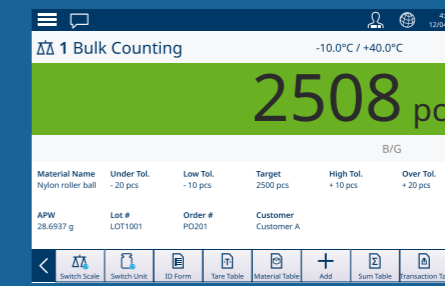 4:
12/04
1 Bulk Counting -10.0°C / +40.0°C
2508 pc
B/G
Material Name Under Tol. Low Tol. Target High Tol. Over Tol.
Nylon roller ball - 20 pcs - 10 pcs 2500 pcs + 10 pcs + 20 pcs
APW Lot # Order # Customer
28.6937 g LOT1001 PO201 Customer A
Switch Scale Switch Unit ID Form Tare Table Material Table Add Sum Table Transaction Ta